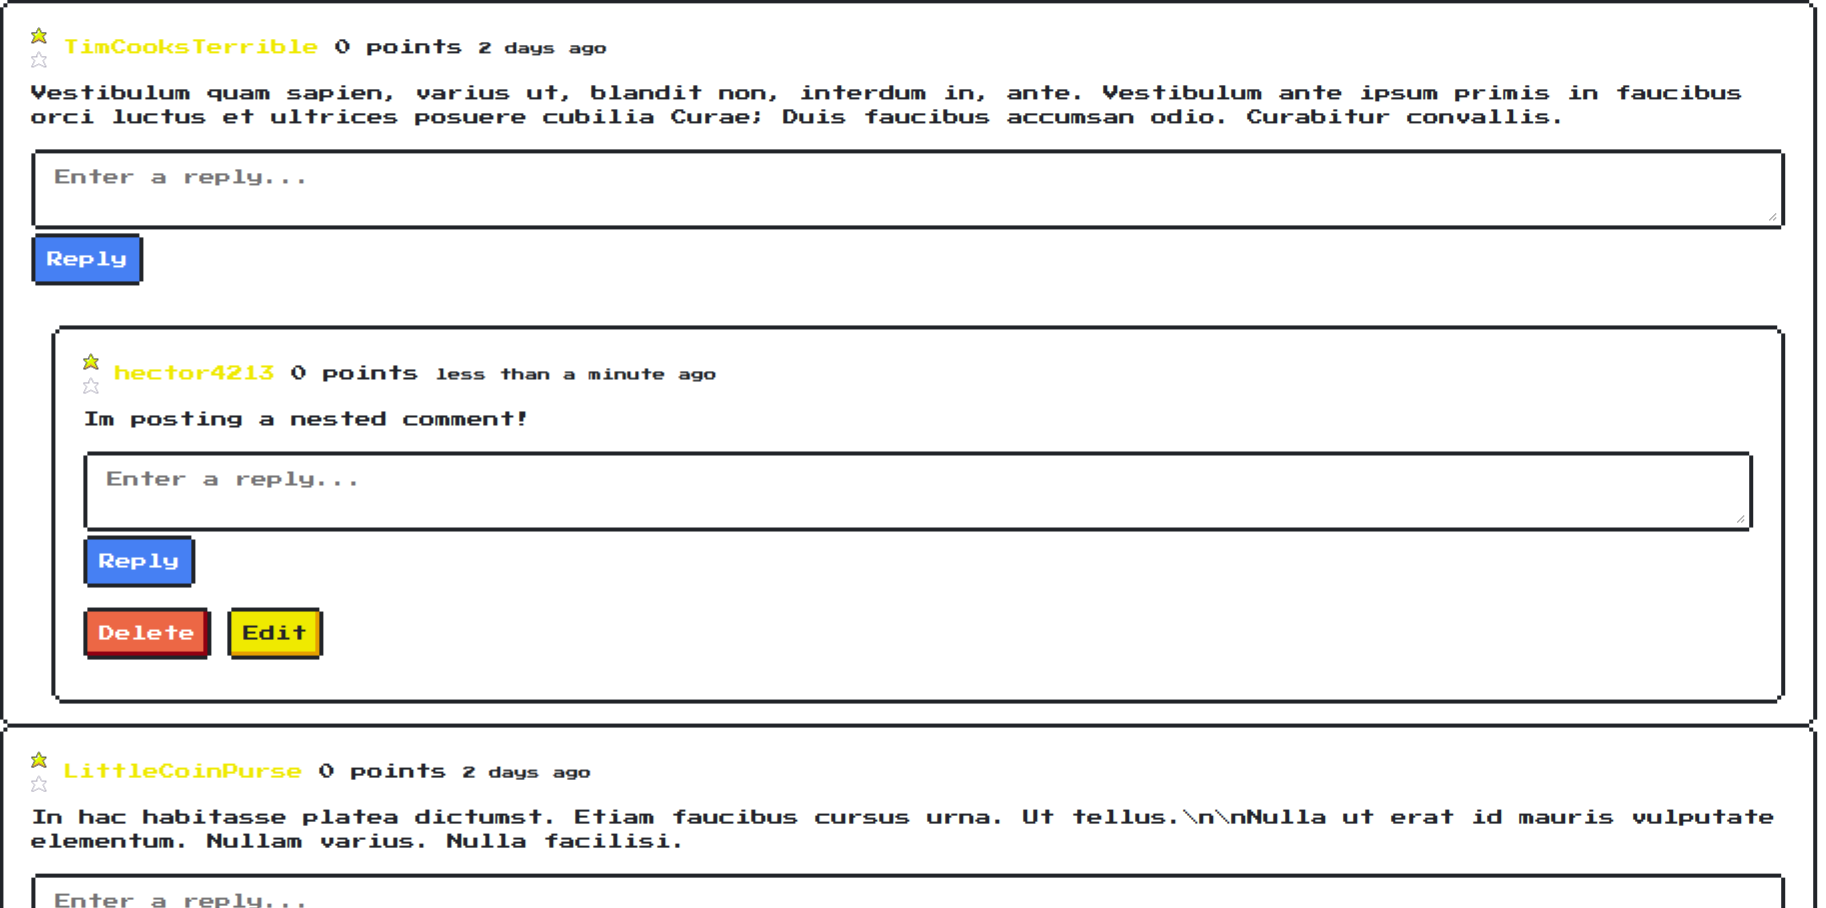 TimCooksTerrible 0 points 2 days ago
Vestibulum quam sapien, varius ut, blandit non, interdum in, ante. Vestibulum ante ipsum primis in faucibus
orci luctus et ultrices posuere cubilia Curae; Duis faucibus accumsan odio. Curabitur convallis.
Enter a reply...
Reply
hector4213 0 points less than a minute ago
Im posting a nested comment!
Enter a reply...
Reply
Delete Edit
LittleCoinPurse 0 points 2 days ago
In hac habitasse platea dictumst. Etiam faucibus cursus urna. Ut tellus.\n\nNulla ut erat id mauris vulputate
elementum. Nullam varius. Nulla facilisi.
Enter a reply...